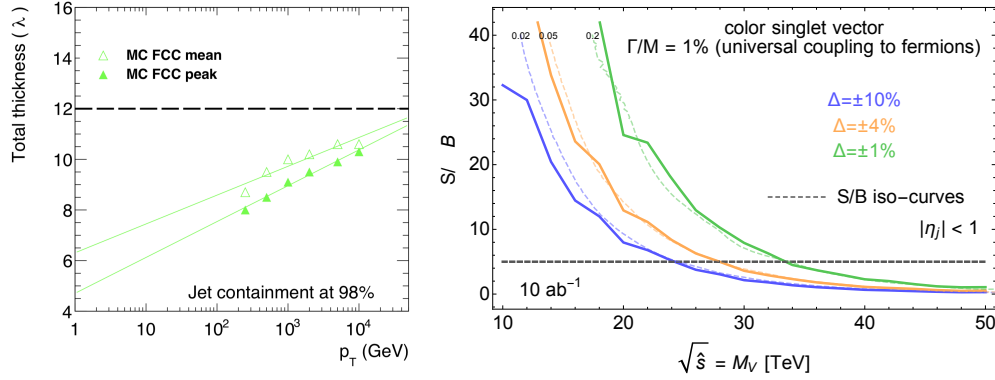 Total thickness (λ)
16
14
12
10
8
6
4
MC FCC mean
MC FCC peak
Jet containment at 98%
1
10
10²
10³
10⁴
p_T (GeV)
S/ B
40
30
20
10
0
0.02
0.05
0.2
color singlet vector
Γ/M = 1% (universal coupling to fermions)
Δ=±10%
Δ=±4%
Δ=±1%
S/B iso−curves
|η_j| < 1
10 ab⁻¹
10
20
30
40
50
√ŝ = M_V [TeV]